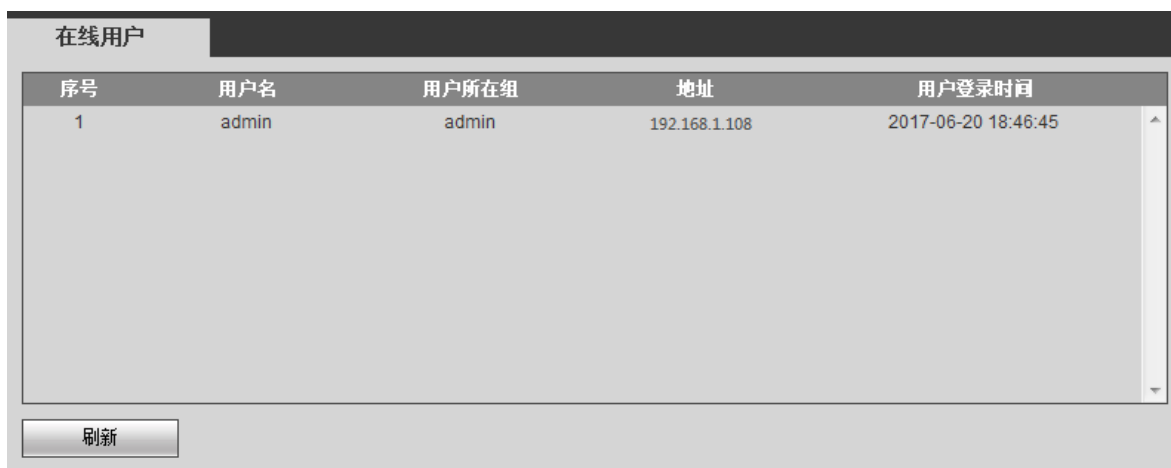 在线用户
序号 用户名 用户所在组 地址 用户登录时间
1 admin admin 192.168.1.108 2017-06-20 18:46:45
刷新